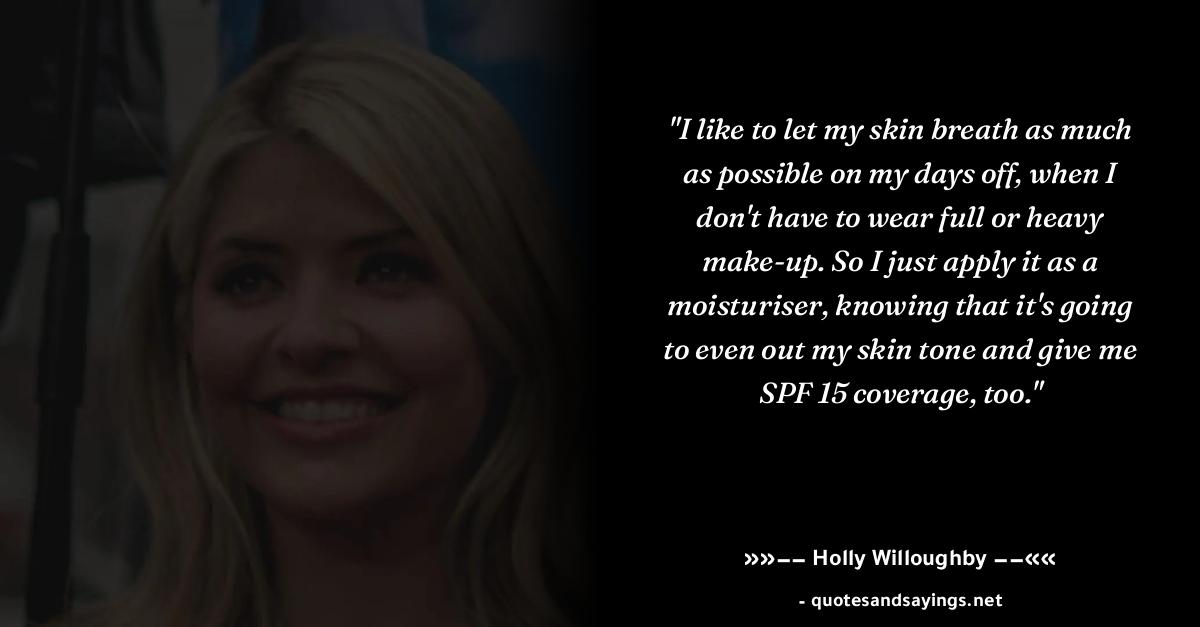 "I like to let my skin breath as much
as possible on my days off, when I
don't have to wear full or heavy
make-up. So I just apply it as a
moisturiser, knowing that it's going
to even out my skin tone and give me
SPF 15 coverage, too."
»»−− Holly Willoughby −−««
- quotesandsayings.net